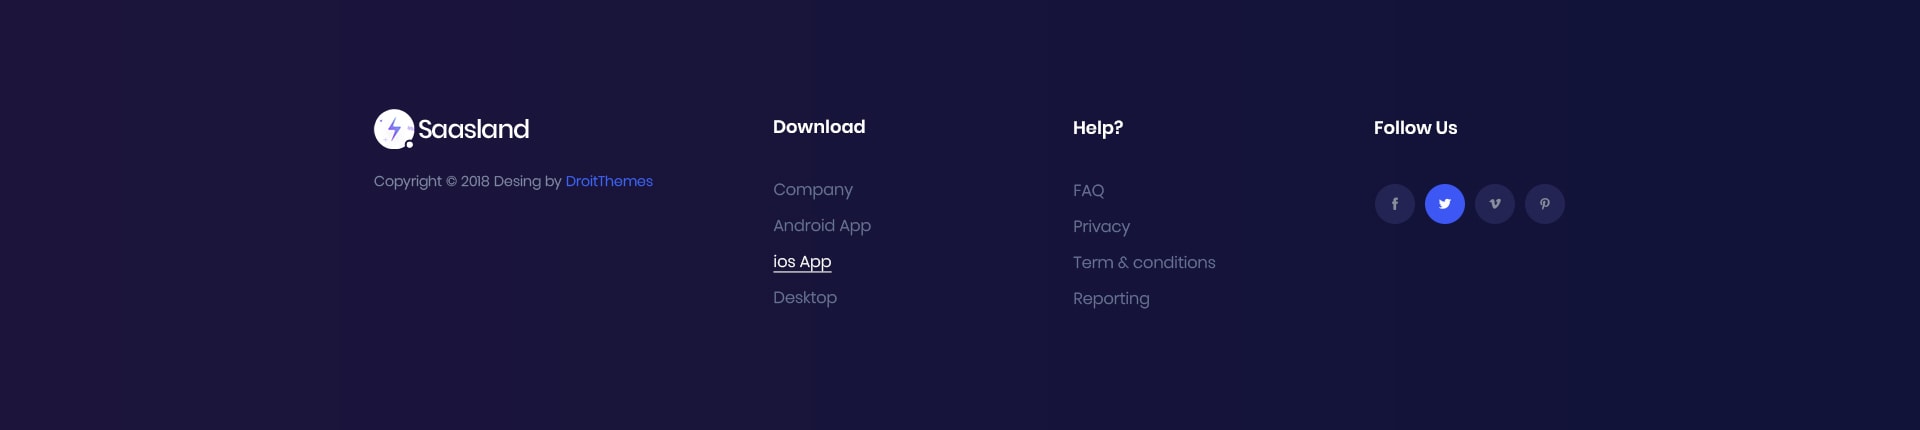 Saasland
Copyright © 2018 Desing by DroitThemes
Download
Company
Android App
ios App
Desktop
Help?
FAQ
Privacy
Term & conditions
Reporting
Follow Us